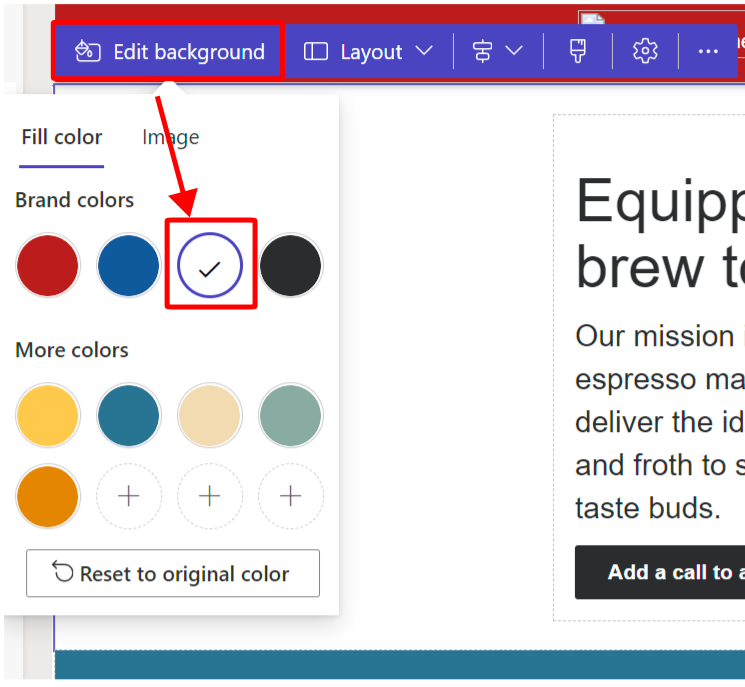 Edit background
Layout
Fill color
Image
Brand colors
More colors
Reset to original color
Equipp
brew t
Our mission
espresso ma
deliver the id
and froth to s
taste buds.
Add a call to a